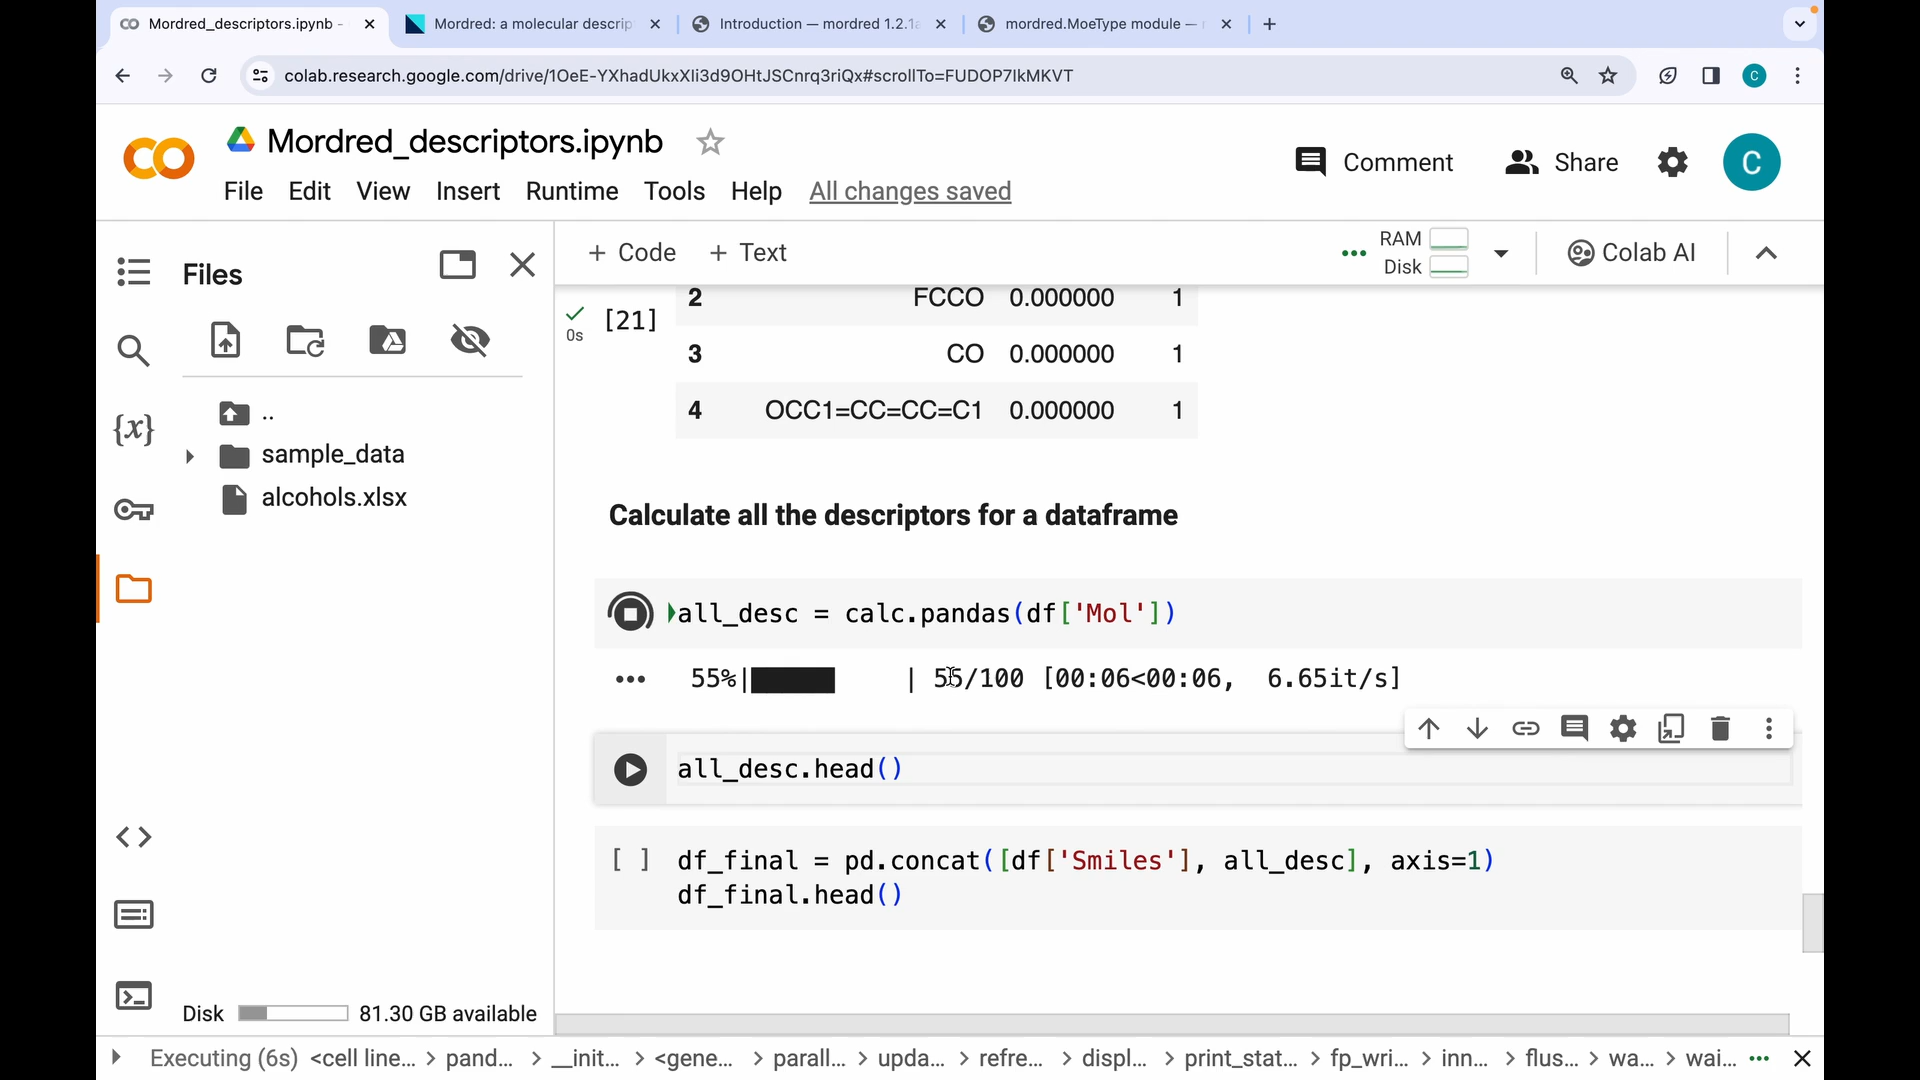 Mordred_descriptors.ipynb -
Mordred: a molecular descrip
Introduction — mordred 1.2.1a
mordred.MoeType module —
colab.research.google.com/drive/1OeE-YXhadUkxXli3d9OHtJSCnrq3riQx#scrollTo=FUDOP7lkMKVT
C
Mordred_descriptors.ipynb
Comment
Share
C
File Edit View Insert Runtime Tools Help All changes saved
Files
+ Code + Text
RAM
Disk
Colab AI
..
sample_data
alcohols.xlsx
Disk 81.30 GB available
0s
[21]
2 FCCO 0.000000 1
3 CO 0.000000 1
4 OCC1=CC=CC=C1 0.000000 1
Calculate all the descriptors for a dataframe
all_desc = calc.pandas(df['Mol'])
55%| | 55/100 [00:06<00:06, 6.65it/s]
all_desc.head()
[ ] df_final = pd.concat([df['Smiles'], all_desc], axis=1)
df_final.head()
Executing (6s) <cell line... > pand... > __init... > <gene... > parall... > upda... > refre... > displ... > print_stat... > fp_wri... > inn... > flus... > wa... > wai...